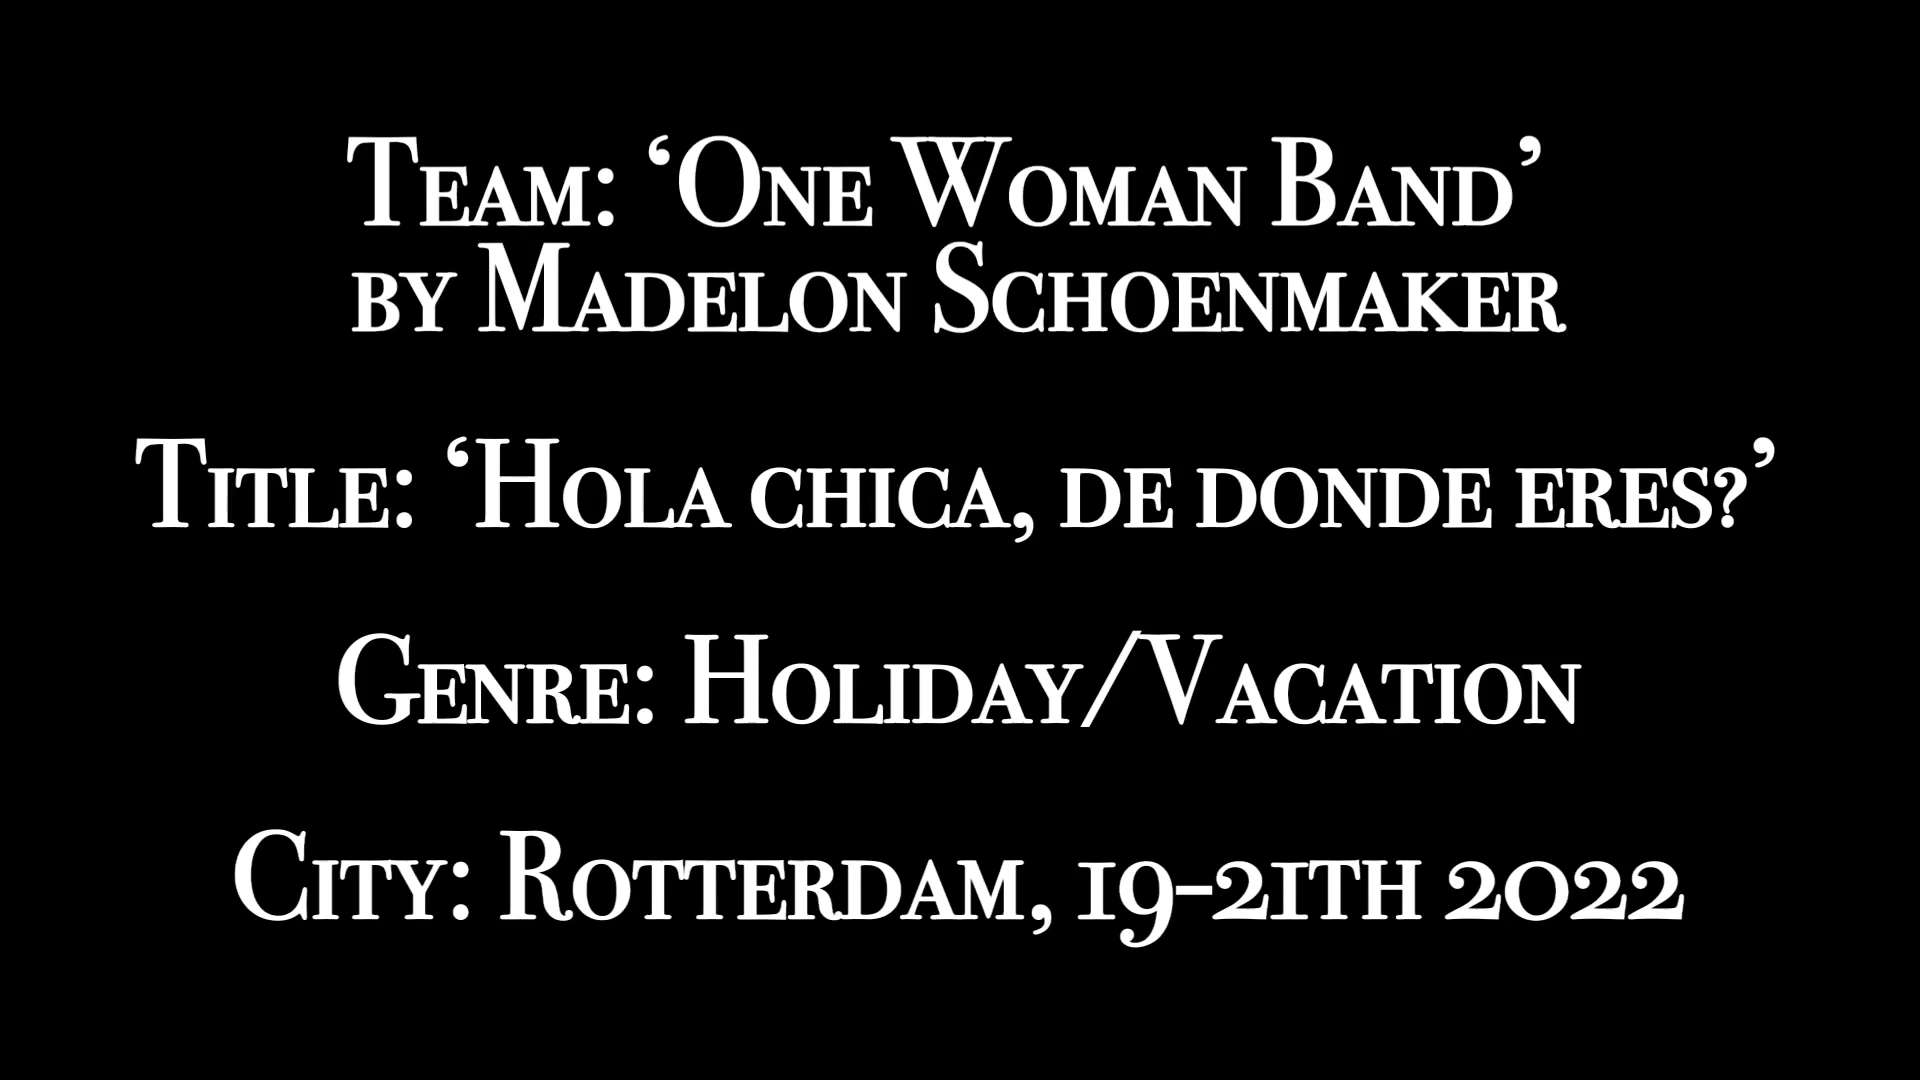 Team: ‘One Woman Band’
by Madelon Schoenmaker
Title: ‘Hola chica, de donde eres?’
Genre: Holiday/Vacation
City: Rotterdam, 19-21th 2022